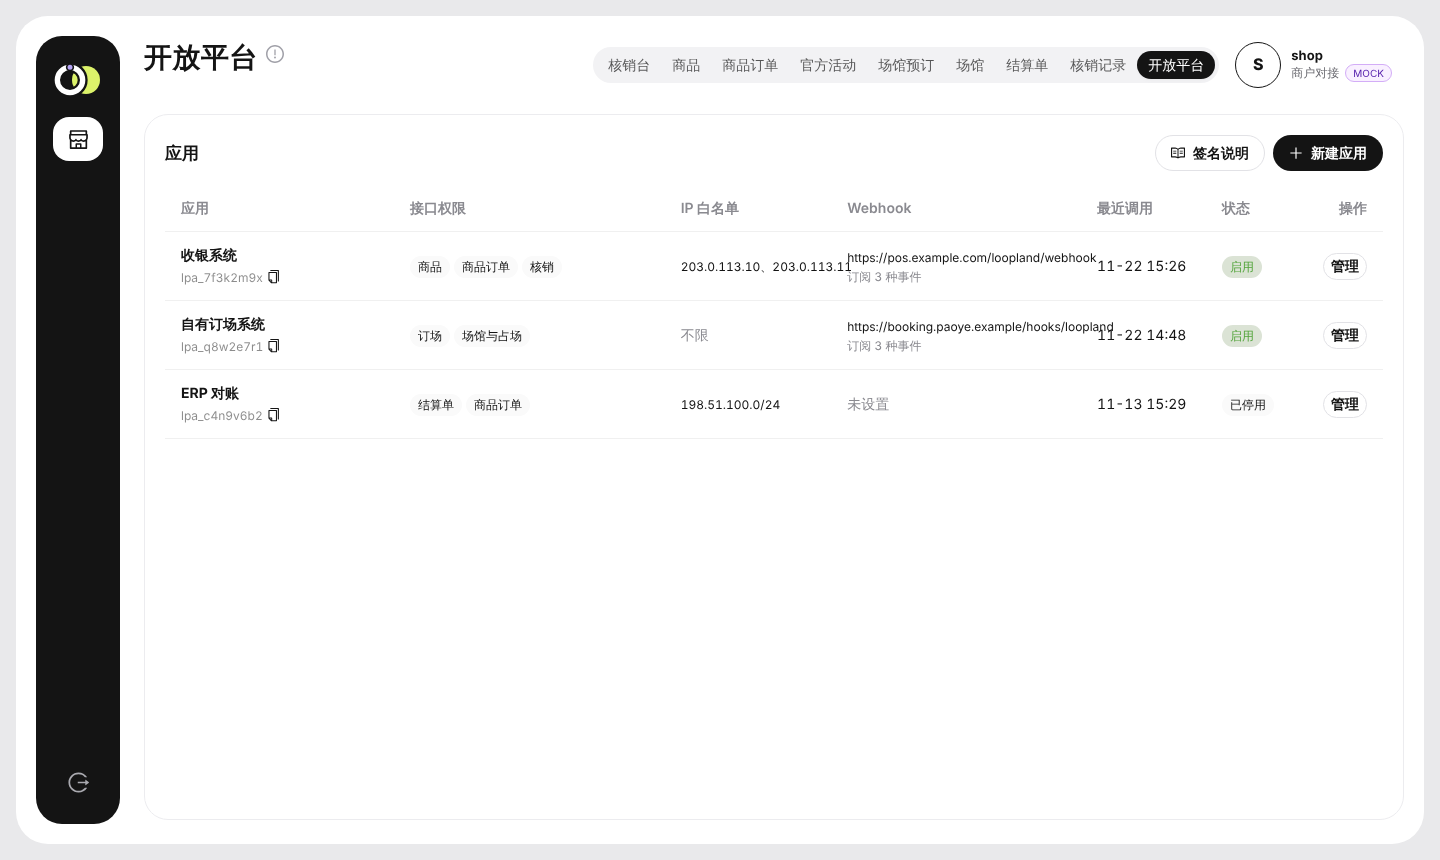 开放平台
核销台 商品 商品订单 官方活动 场馆预订 场馆 结算单 核销记录 开放平台
S
shop
商户对接 MOCK
应用
签名说明 新建应用
应用 接口权限 IP 白名单 Webhook 最近调用 状态 操作
收银系统
lpa_7f3k2m9x
商品 商品订单 核销
203.0.113.10、203.0.113.11
https://pos.example.com/loopland/webhook
订阅 3 种事件
11-22 15:26
启用
管理
自有订场系统
lpa_q8w2e7r1
订场 场馆与占场
不限
https://booking.paoye.example/hooks/loopland
订阅 3 种事件
11-22 14:48
启用
管理
ERP 对账
lpa_c4n9v6b2
结算单 商品订单
198.51.100.0/24
未设置
11-13 15:29
已停用
管理